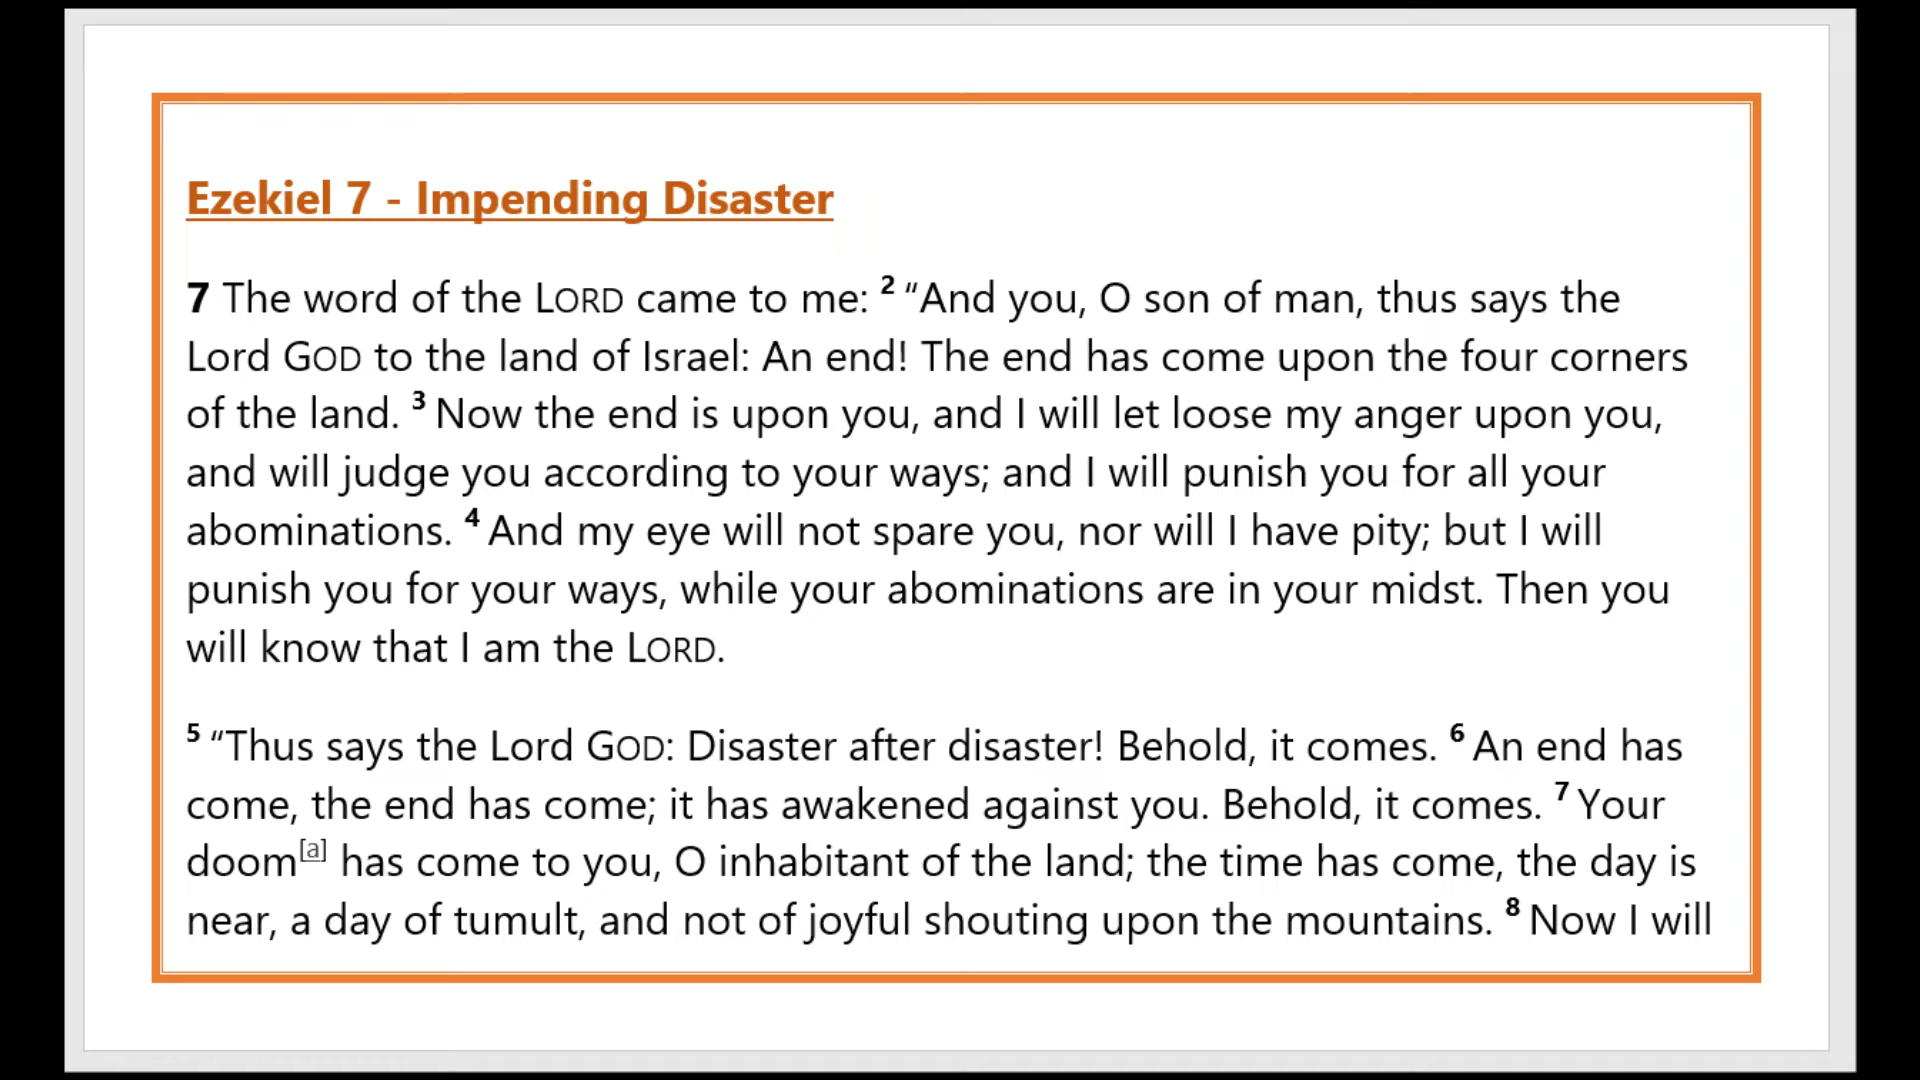 Ezekiel 7 - Impending Disaster
7 The word of the LORD came to me: 2 “And you, O son of man, thus says the
Lord GOD to the land of Israel: An end! The end has come upon the four corners
of the land. 3 Now the end is upon you, and I will let loose my anger upon you,
and will judge you according to your ways; and I will punish you for all your
abominations. 4 And my eye will not spare you, nor will I have pity; but I will
punish you for your ways, while your abominations are in your midst. Then you
will know that I am the LORD.
5 “Thus says the Lord GOD: Disaster after disaster! Behold, it comes. 6 An end has
come, the end has come; it has awakened against you. Behold, it comes. 7 Your
doom[a] has come to you, O inhabitant of the land; the time has come, the day is
near, a day of tumult, and not of joyful shouting upon the mountains. 8 Now I will